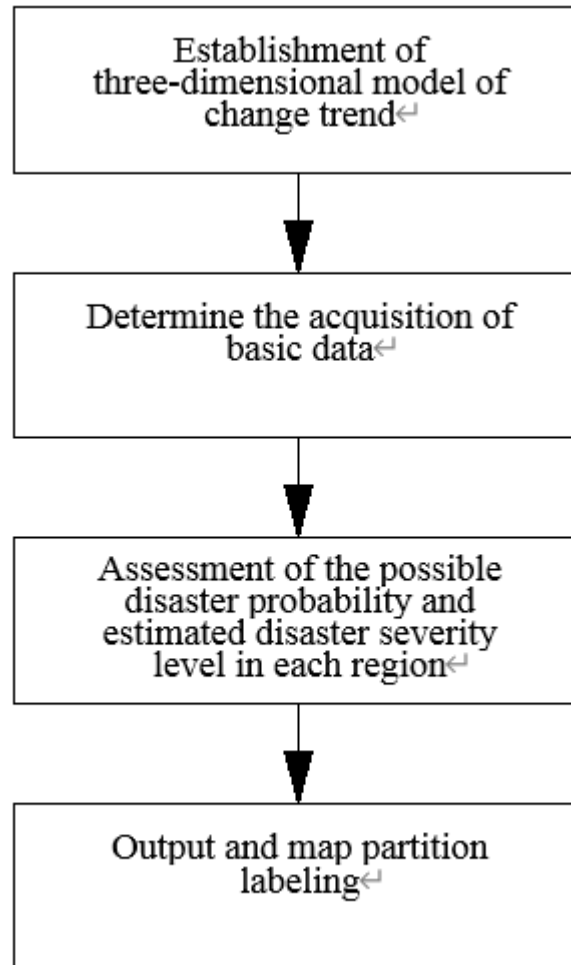 Establishment of
three-dimensional model of
change trend↵
Determine the acquisition of
basic data↵
Assessment of the possible
disaster probability and
estimated disaster severity
level in each region↵
Output and map partition
labeling↵